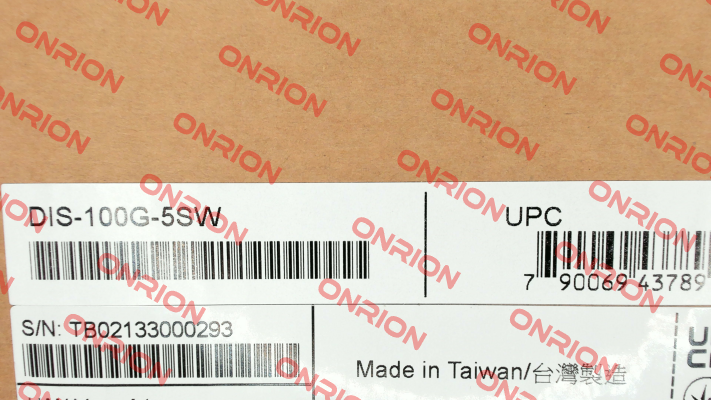 DIS-100G-5SW
UPC
7 90069 43789
S/N: TB02133000293
Made in Taiwan/台灣製造
ONRION